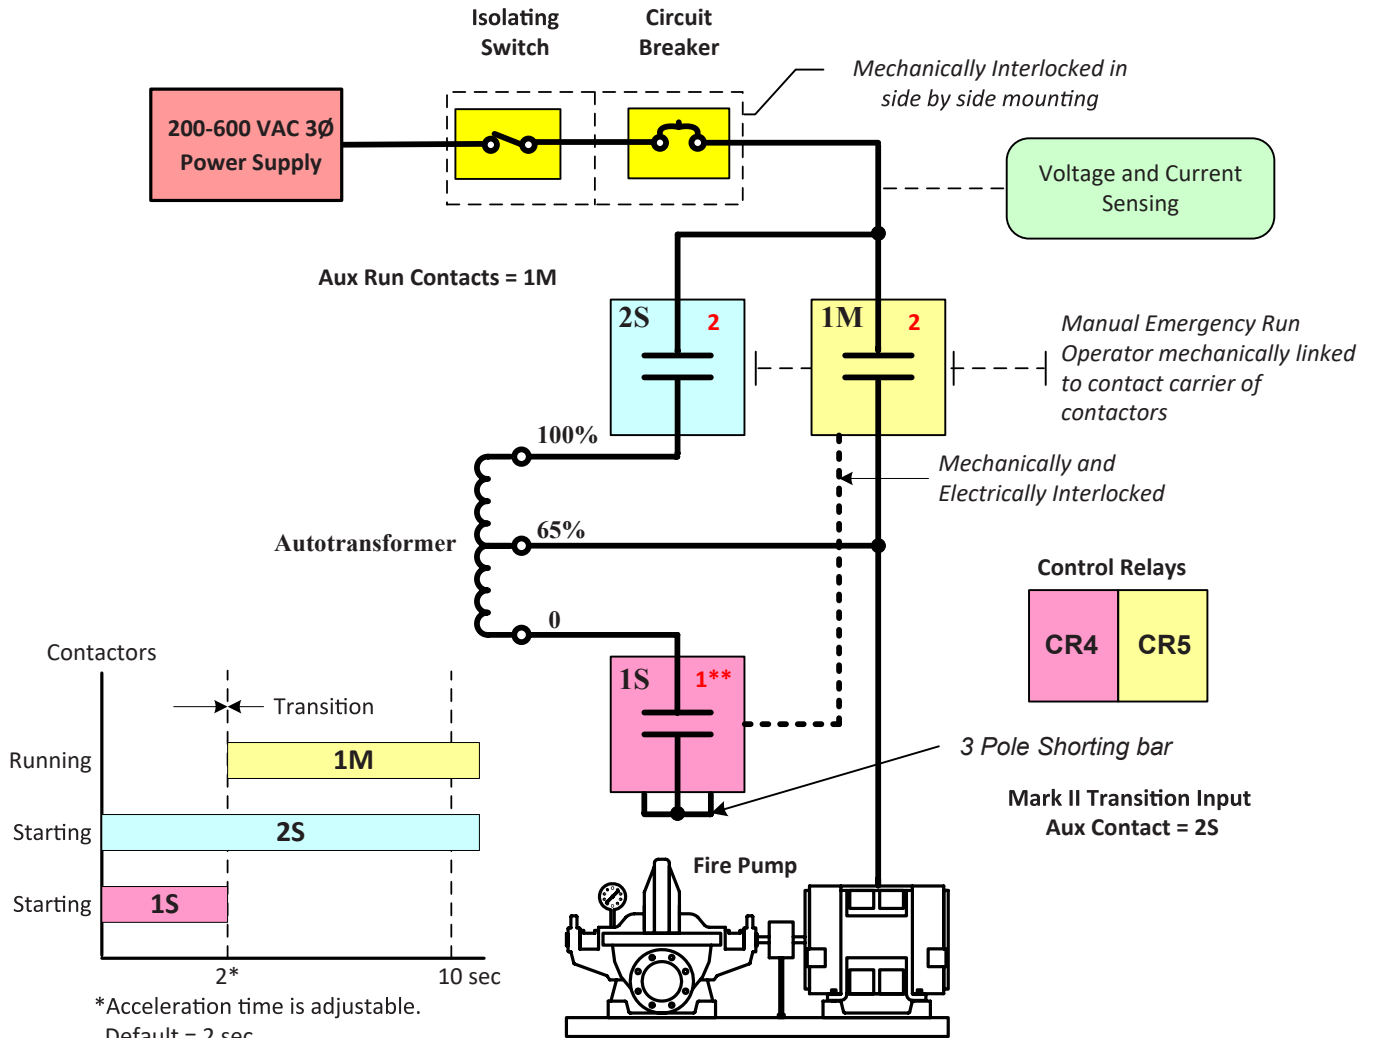 Isolating
Switch
Circuit
Breaker
Mechanically Interlocked in
side by side mounting
200-600 VAC 3Ø
Power Supply
Voltage and Current
Sensing
Aux Run Contacts = 1M
2S
2
1M
2
Manual Emergency Run
Operator mechanically linked
to contact carrier of
contactors
100%
Mechanically and
Electrically Interlocked
65%
Autotransformer
Control Relays
0
CR4
CR5
Contactors
1S
1**
Transition
3 Pole Shorting bar
Running
1M
Mark II Transition Input
Aux Contact = 2S
Starting
2S
Fire Pump
Starting
1S
2*
10 sec
*Acceleration time is adjustable.
Default = 2 sec